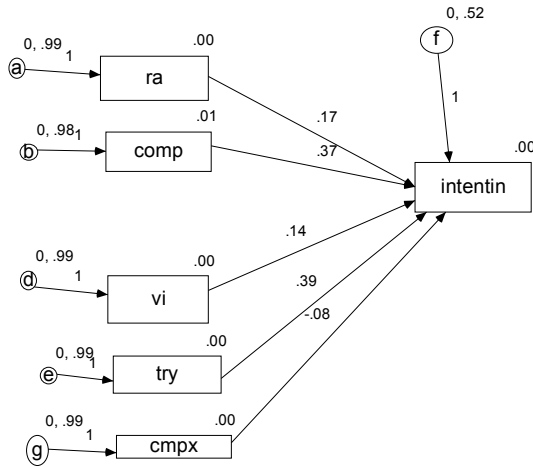 0, .52
f
1
0, .99
a
1
.00
ra
.17
0, .98
b
1
.01
comp
.37
.00
intentin
0, .99
d
1
.00
vi
.14
0, .99
e
1
.00
try
.39
-.08
0, .99
g
1
.00
cmpx